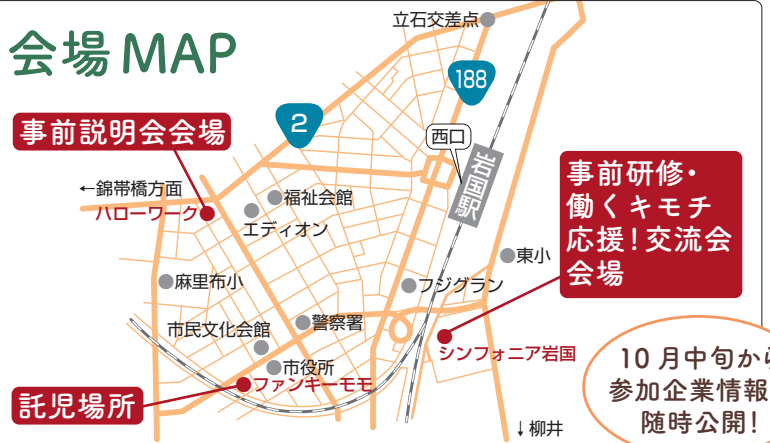 会場 MAP
立石交差点
188
2
西口
岩国駅
事前説明会会場
←錦帯橋方面
ハローワーク
福祉会館
エディオン
事前研修・
働くキモチ
応援!交流会
会場
東小
麻里布小
フジグラン
警察署
市民文化会館
シンフォニア岩国
市役所
ファンキーモモ
託児場所
↓柳井
10 月中旬から
参加企業情報
随時公開!